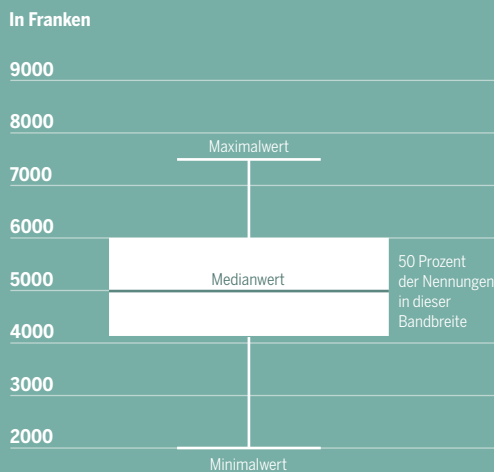 In Franken
9000
8000
Maximalwert
7000
6000
50 Prozent
der Nennungen
in dieser
Bandbreite
Medianwert
5000
4000
3000
2000
Minimalwert